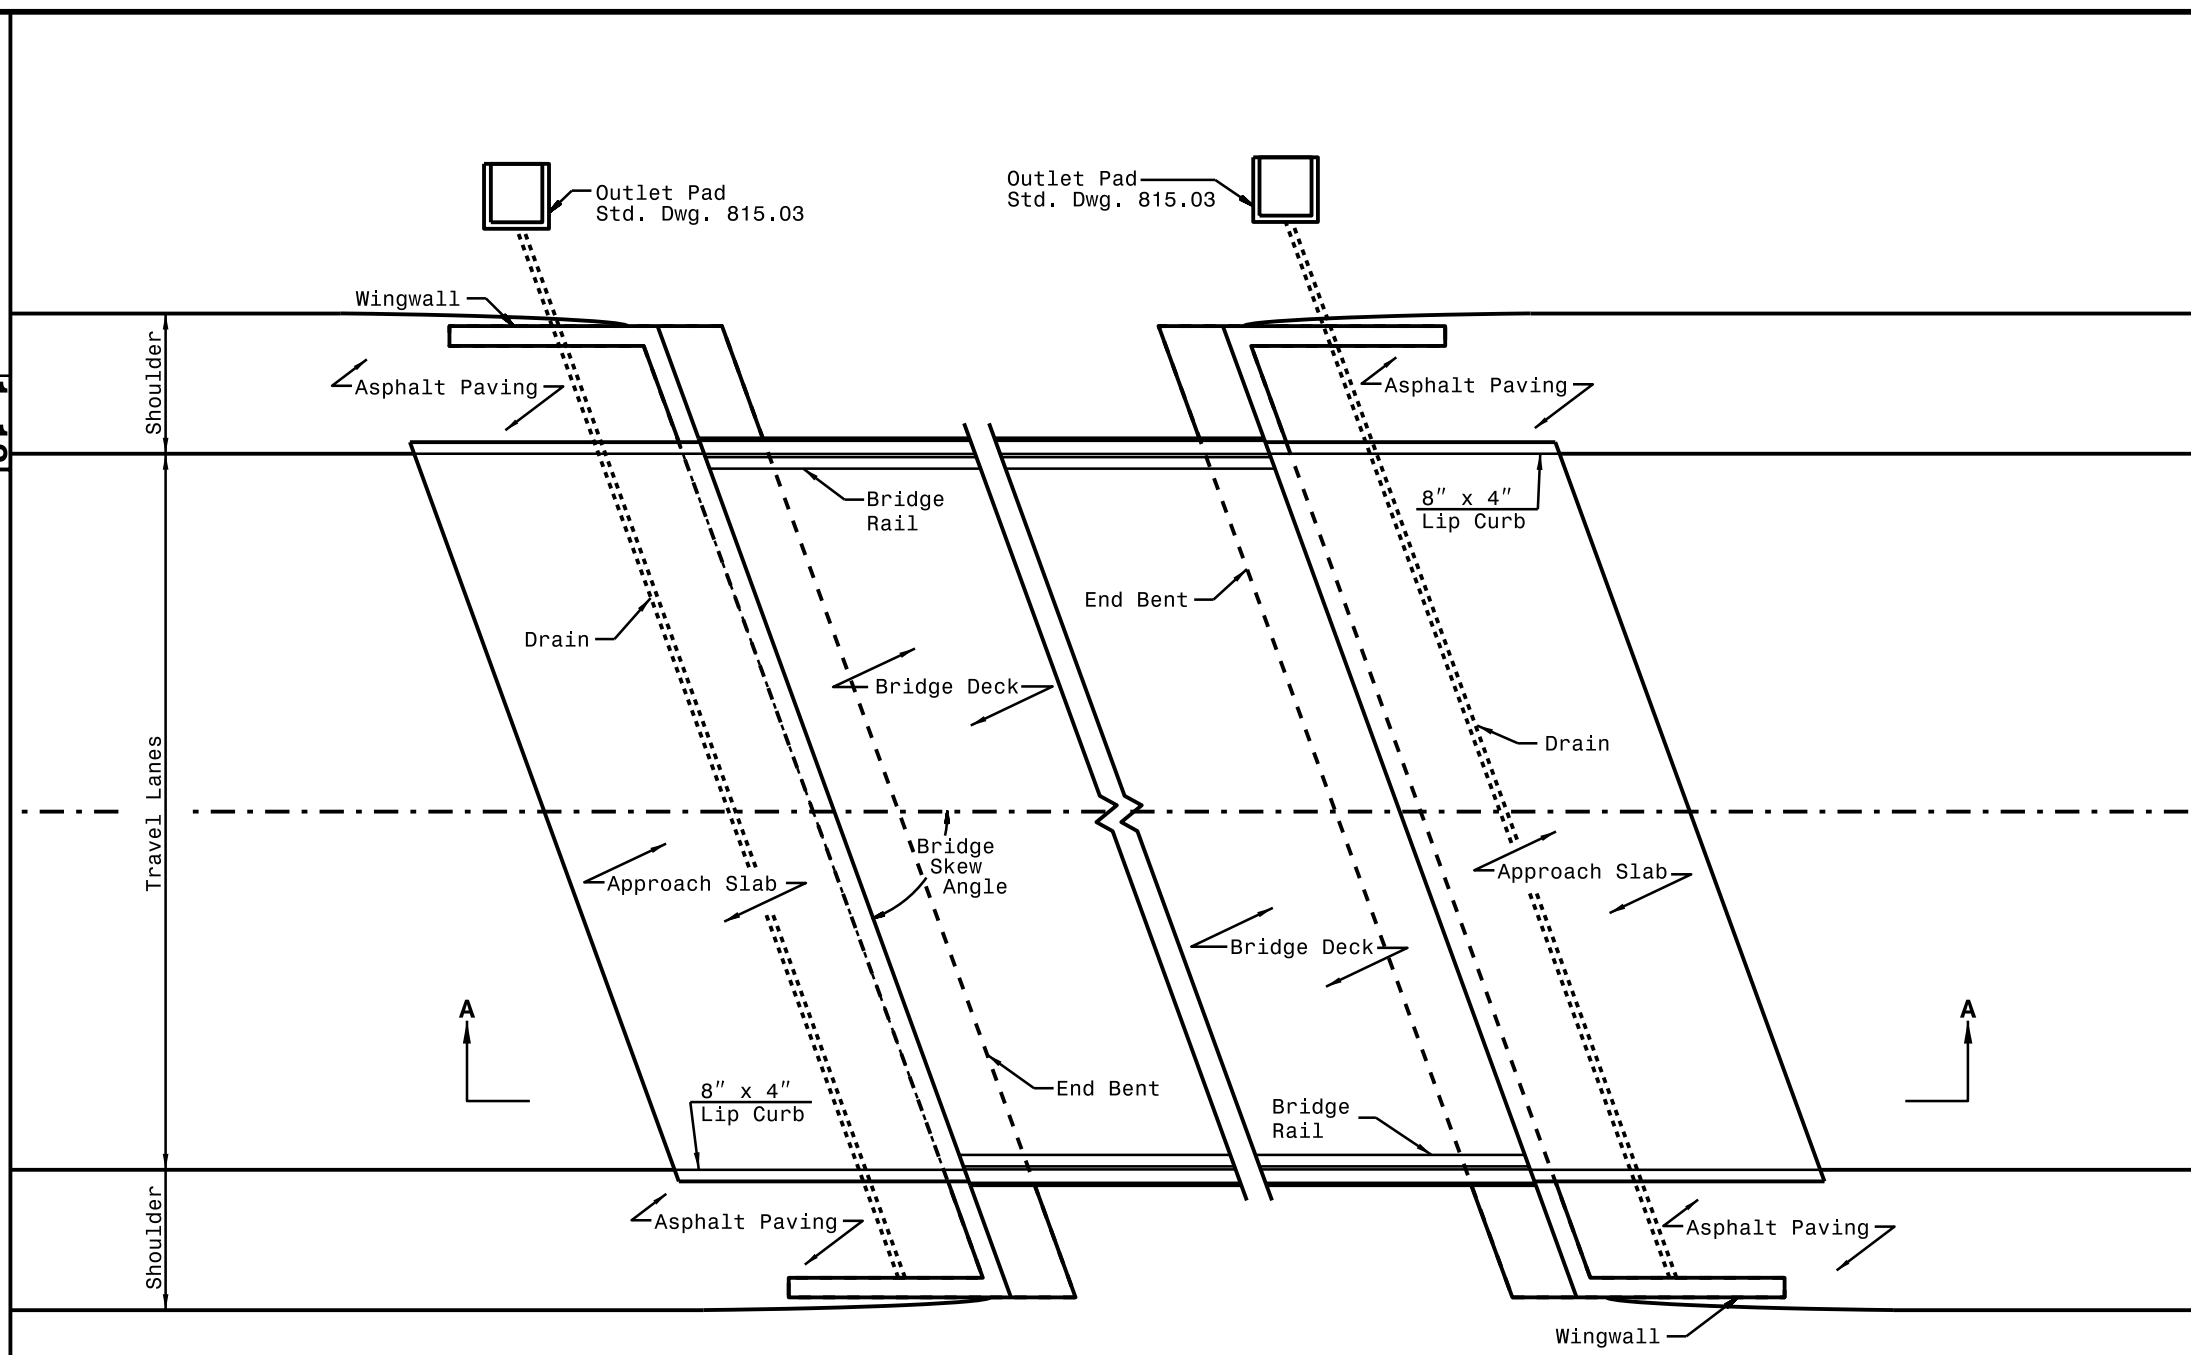 Outlet Pad
Std. Dwg. 815.03
Outlet Pad
Std. Dwg. 815.03
Wingwall
Shoulder
Asphalt Paving
Asphalt Paving
Bridge
Rail
8" x 4"
Lip Curb
End Bent
Drain
Bridge Deck
Drain
Travel Lanes
Bridge
Skew
Angle
Approach Slab
Approach Slab
Bridge Deck
A
A
End Bent
8" x 4"
Lip Curb
Bridge
Rail
Shoulder
Asphalt Paving
Asphalt Paving
Wingwall